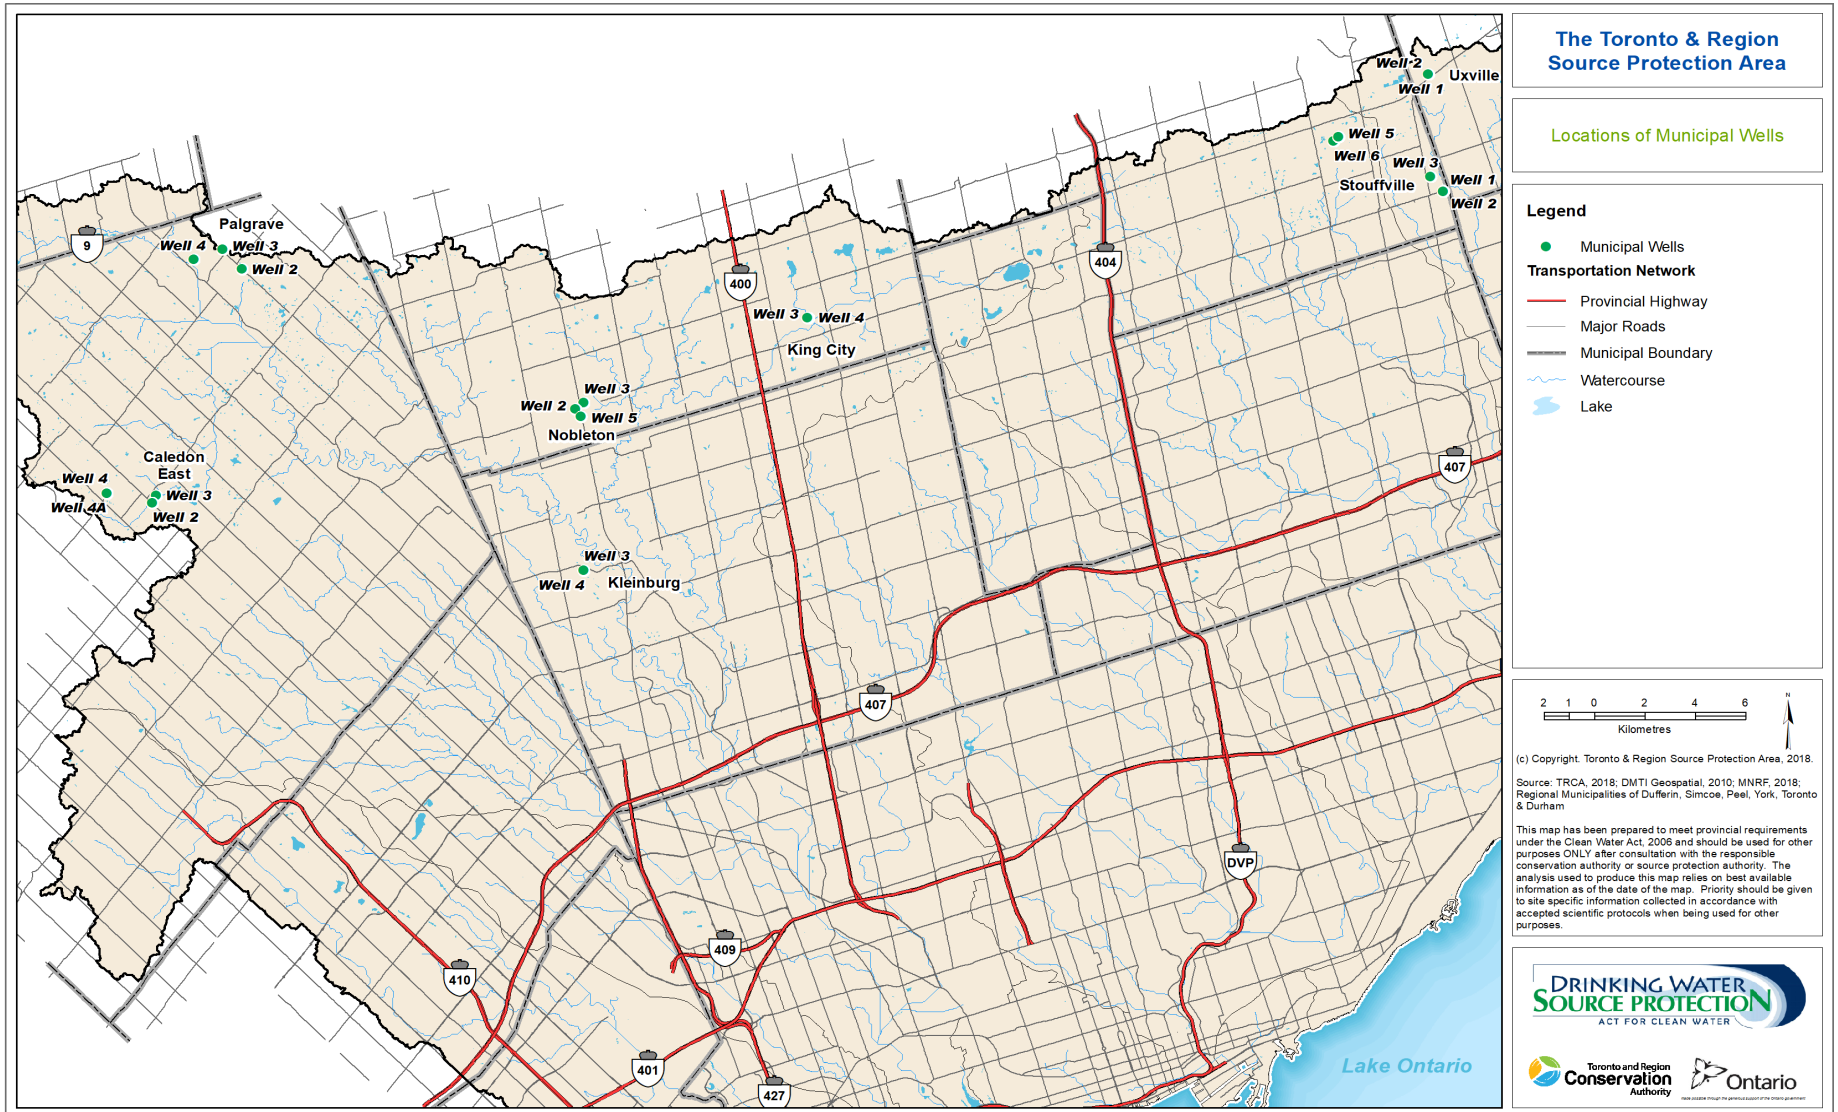 The Toronto & Region
Source Protection Area
Locations of Municipal Wells
Legend
Municipal Wells
Transportation Network
Provincial Highway
Major Roads
Municipal Boundary
Watercourse
Lake
2 1 0 2 4 6
Kilometres
N
(c) Copyright. Toronto & Region Source Protection Area, 2018.
Source: TRCA, 2018; DMTI Geospatial, 2010; MNRF, 2018;
Regional Municipalities of Dufferin, Simcoe, Peel, York, Toronto
& Durham
This map has been prepared to meet provincial requirements
under the Clean Water Act, 2006 and should be used for other
purposes ONLY after consultation with the responsible
conservation authority or source protection authority. The
analysis used to produce this map relies on best available
information as of the date of the map. Priority should be given
to site specific information collected in accordance with
accepted scientific protocols when being used for other
purposes.
DRINKING WATER
SOURCE PROTECTION
ACT FOR CLEAN WATER
Toronto and Region
Conservation
Authority
Ontario
Made possible through the generous support of the Ontario government
Well 2
Uxville
Well 1
Well 5
Well 6
Well 3
Stouffville
Well 1
Well 2
Palgrave
9
Well 4
Well 3
Well 2
404
400
Well 3
Well 4
King City
Well 3
Well 2
Well 5
Nobleton
Caledon
East
Well 4
Well 3
Well 4A
Well 2
407
Well 3
Well 4
Kleinburg
407
DVP
409
410
401
427
Lake Ontario